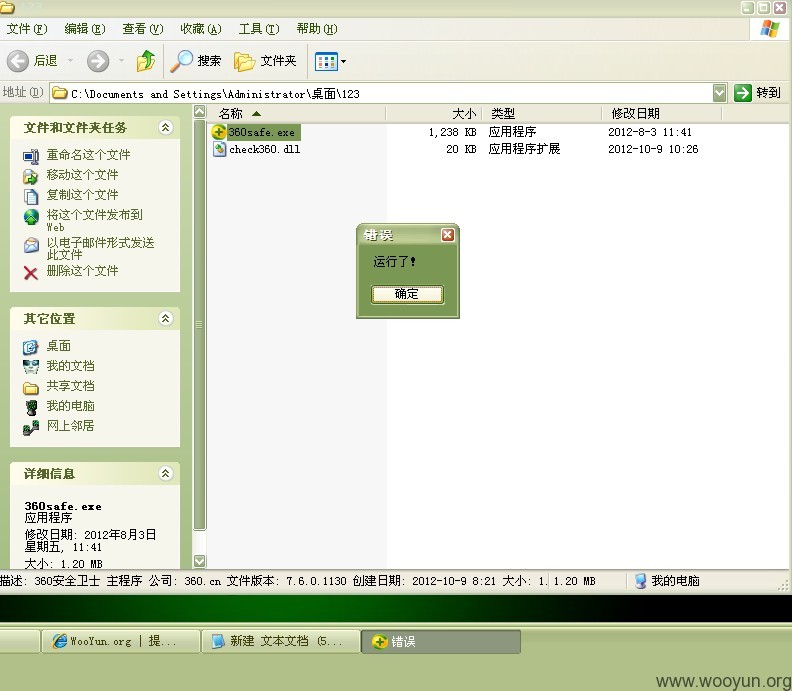 文件(F) 编辑(E) 查看(V) 收藏(A) 工具(T) 帮助(H)
后退 搜索 文件夹
地址(D) C:\Documents and Settings\Administrator\桌面\123 转到
文件和文件夹任务
重命名这个文件
移动这个文件
复制这个文件
将这个文件发布到
Web
以电子邮件形式发送
此文件
删除这个文件
其它位置
桌面
我的文档
共享文档
我的电脑
网上邻居
详细信息
360safe.exe
应用程序
修改日期: 2012年8月3日
星期五, 11:41
大小: 1.20 MB
名称 大小 类型 修改日期
360safe.exe 1,238 KB 应用程序 2012-8-3 11:41
check360.dll 20 KB 应用程序扩展 2012-10-9 10:26
错误
运行了!
确定
描述: 360安全卫士 主程序 公司: 360.cn 文件版本: 7.6.0.1130 创建日期: 2012-10-9 8:21 大小: 1. 1.20 MB 我的电脑
WooYun.org | 提... 新建 文本文档 (5... 错误
www.wooyun.org